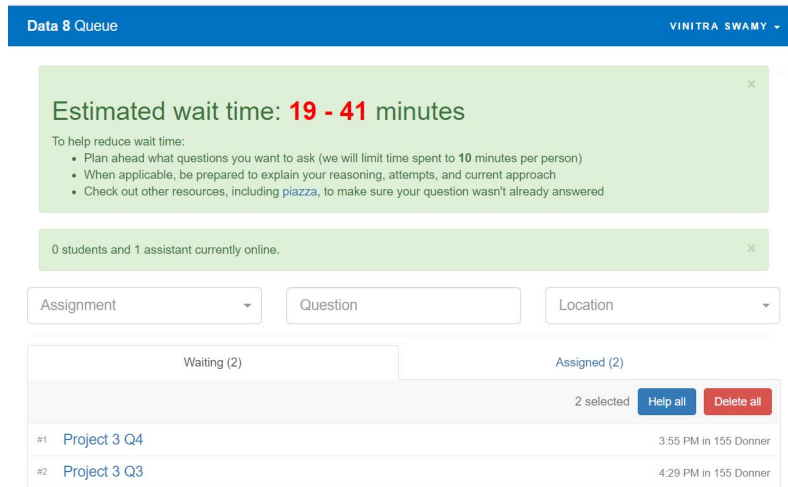 Data 8 Queue
VINITRA SWAMY
×
Estimated wait time: 19 - 41 minutes
To help reduce wait time:
• Plan ahead what questions you want to ask (we will limit time spent to 10 minutes per person)
• When applicable, be prepared to explain your reasoning, attempts, and current approach
• Check out other resources, including piazza, to make sure your question wasn't already answered
0 students and 1 assistant currently online. ×
Assignment Question Location
Waiting (2) Assigned (2)
2 selected Help all Delete all
#1 Project 3 Q4 3:55 PM in 155 Donner
#2 Project 3 Q3 4:29 PM in 155 Donner